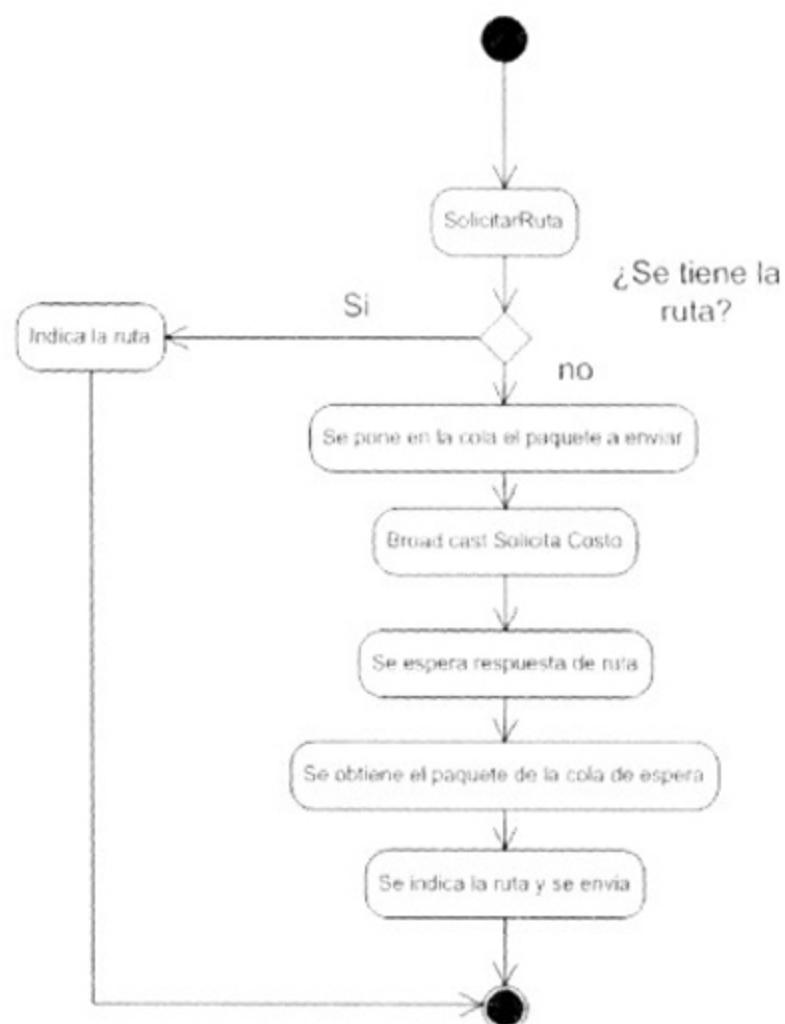 SolicitarRuta
¿Se tiene la
ruta?
Si
Indica la ruta
no
Se pone en la cola el paquete a enviar
Broad cast Solicita Costo
Se espera respuesta de ruta
Se obtiene el paquete de la cola de espera
Se indica la ruta y se envia